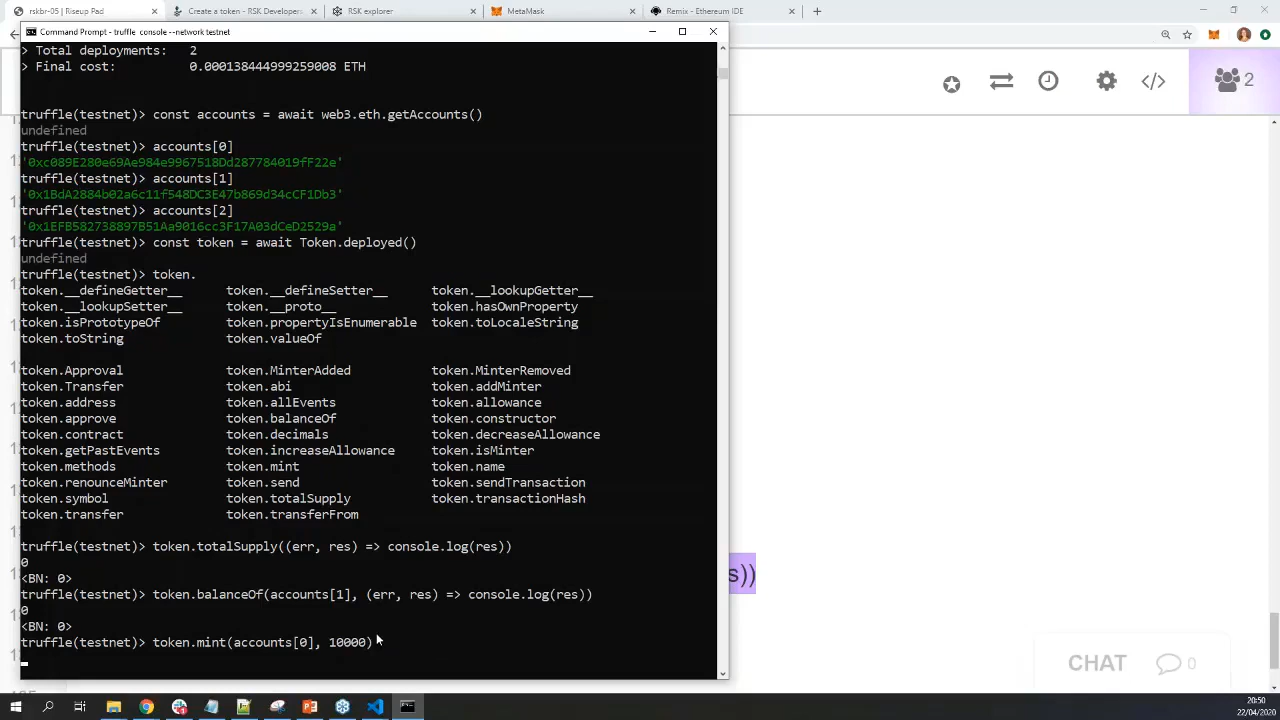 rskbr-05 | Riseup Pad
Create a token - RSK Developers
RSK explorer
MetaMask
Remix - Ethereum IDE
Command Prompt - truffle console --network testnet
> Total deployments: 2
> Final cost: 0.000138444999259008 ETH
truffle(testnet)> const accounts = await web3.eth.getAccounts()
undefined
truffle(testnet)> accounts[0]
'0xc089E280e69Ae984e9967518Dd287784019fF22e'
truffle(testnet)> accounts[1]
'0x1BdA2884b02a6c11f548DC3E47b869d34cCF1Db3'
truffle(testnet)> accounts[2]
'0x1EFB582738897B51Aa9016cc3F17A03dCeD2529a'
truffle(testnet)> const token = await Token.deployed()
undefined
truffle(testnet)> token.
token.__defineGetter__ token.__defineSetter__ token.__lookupGetter__
token.__lookupSetter__ token.__proto__ token.hasOwnProperty
token.isPrototypeOf token.propertyIsEnumerable token.toLocaleString
token.toString token.valueOf
token.Approval token.MinterAdded token.MinterRemoved
token.Transfer token.abi token.addMinter
token.address token.allEvents token.allowance
token.approve token.balanceOf token.constructor
token.contract token.decimals token.decreaseAllowance
token.getPastEvents token.increaseAllowance token.isMinter
token.methods token.mint token.name
token.renounceMinter token.send token.sendTransaction
token.symbol token.totalSupply token.transactionHash
token.transfer token.transferFrom
truffle(testnet)> token.totalSupply((err, res) => console.log(res))
0
<BN: 0>
truffle(testnet)> token.balanceOf(accounts[1], (err, res) => console.log(res))
0
<BN: 0>
truffle(testnet)> token.mint(accounts[0], 10000)
2
s))
CHAT 0
20:50
22/04/2020